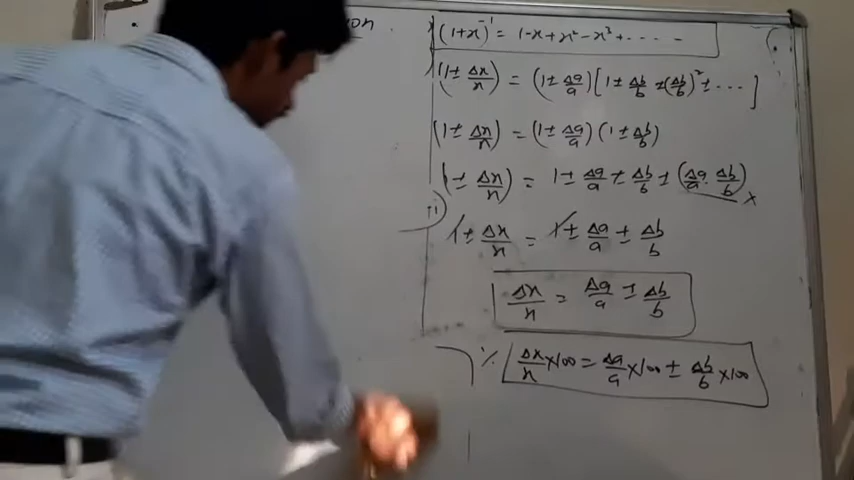 (1+x)⁻¹ = 1-x+x²-x³+.......
(1 ± Δx/x) = (1 ± Δa/a) [1 ± Δb/b ± (Δb/b)² ± ....]
(1 ± Δx/x) = (1 ± Δa/a) (1 ± Δb/b)
(1 ± Δx/x) = 1 ± Δa/a ± Δb/b ± (Δa/a . Δb/b) x
1 ± Δx/x = 1 ± Δa/a ± Δb/b
Δx/x = Δa/a ± Δb/b
% Δx/x ×100 = Δa/a ×100 ± Δb/b ×100